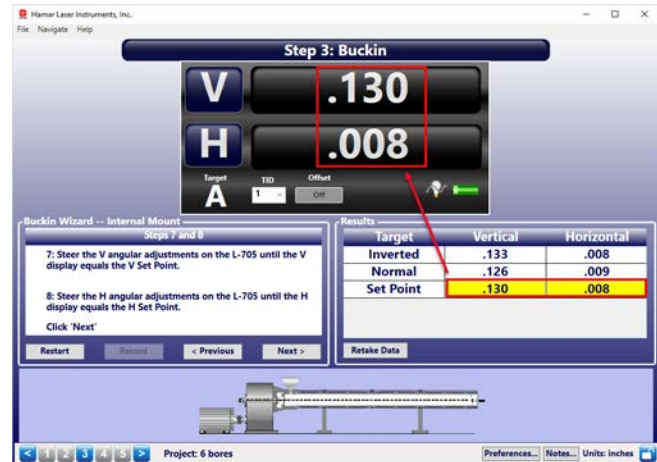 Hamar Laser Instruments, Inc.
File Navigate Help
Step 3: Buckin
V .130
H .008
Target TID Offset
A 1 Off
Buckin Wizard -- Internal Mount
Steps 7 and 8
7: Steer the V angular adjustments on the L-705 until the V
display equals the V Set Point.
8: Steer the H angular adjustments on the L-705 until the H
display equals the H Set Point.
Click 'Next'
Restart Record < Previous Next >
Results
Target Vertical Horizontal
Inverted .133 .008
Normal .126 .009
Set Point .130 .008
Retake Data
< 1 2 3 4 5 > Project: 6 bores Preferences... Notes... Units: inches